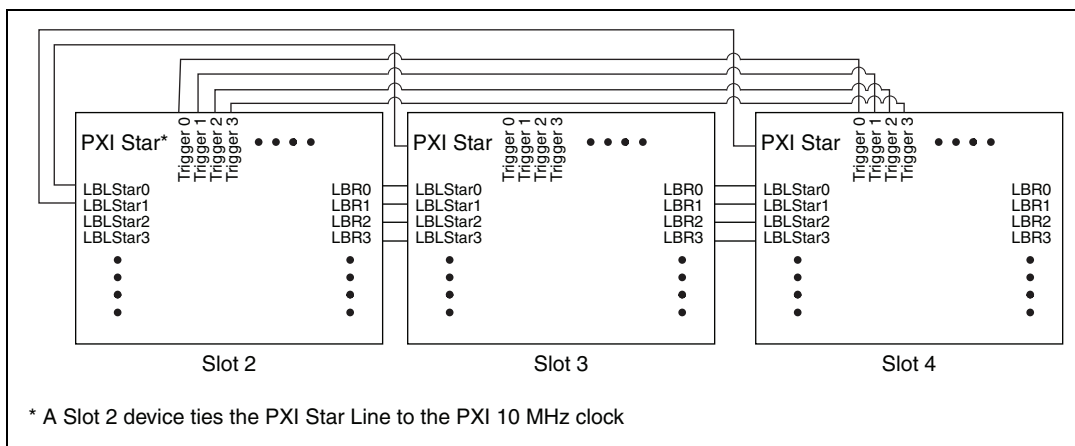 PXI Star*
Trigger 0
Trigger 1
Trigger 2
Trigger 3
LBLStar0
LBLStar1
LBLStar2
LBLStar3
LBR0
LBR1
LBR2
LBR3
Slot 2
PXI Star
Trigger 0
Trigger 1
Trigger 2
Trigger 3
LBLStar0
LBLStar1
LBLStar2
LBLStar3
LBR0
LBR1
LBR2
LBR3
Slot 3
PXI Star
Trigger 0
Trigger 1
Trigger 2
Trigger 3
LBLStar0
LBLStar1
LBLStar2
LBLStar3
LBR0
LBR1
LBR2
LBR3
Slot 4
* A Slot 2 device ties the PXI Star Line to the PXI 10 MHz clock